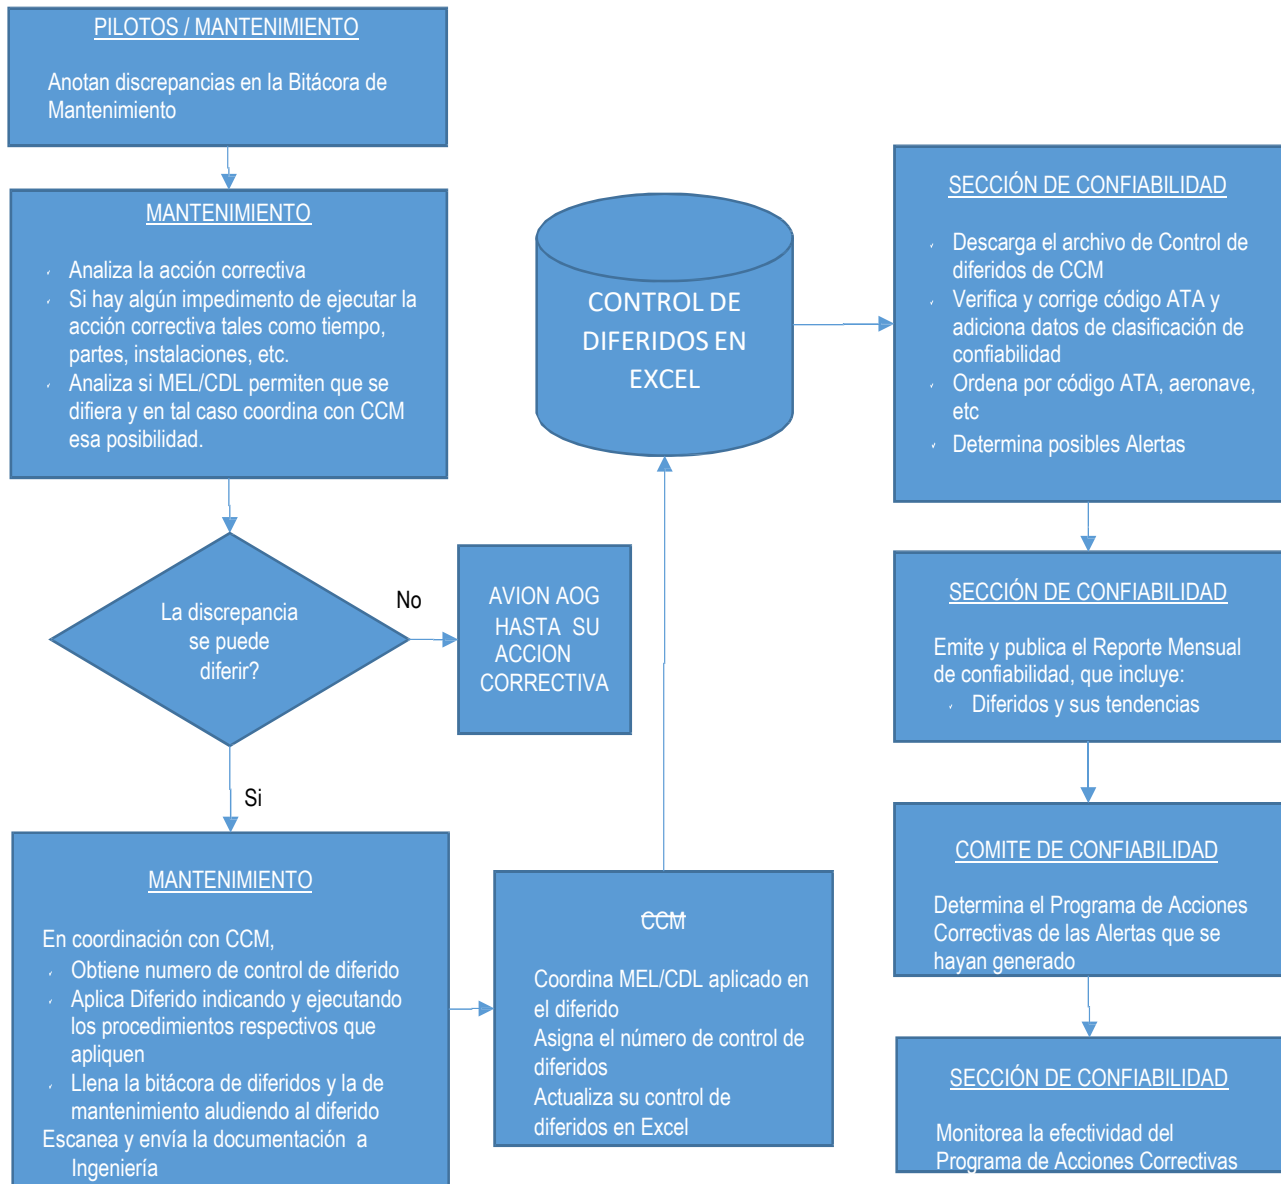 PILOTOS / MANTENIMIENTO
Anotan discrepancias en la Bitácora de
Mantenimiento
MANTENIMIENTO
Analiza la acción correctiva
Si hay algún impedimento de ejecutar la
acción correctiva tales como tiempo,
partes, instalaciones, etc.
Analiza si MEL/CDL permiten que se
difiera y en tal caso coordina con CCM
esa posibilidad.
La discrepancia
se puede
diferir?
No
AVION AOG
HASTA SU
ACCION
CORRECTIVA
Si
MANTENIMIENTO
En coordinación con CCM,
Obtiene numero de control de diferido
Aplica Diferido indicando y ejecutando
los procedimientos respectivos que
apliquen
Llena la bitácora de diferidos y la de
mantenimiento aludiendo al diferido
Escanea y envía la documentación a
Ingeniería
CCM
Coordina MEL/CDL aplicado en
el diferido
Asigna el número de control de
diferidos
Actualiza su control de
diferidos en Excel
CONTROL DE
DIFERIDOS EN
EXCEL
SECCIÓN DE CONFIABILIDAD
Descarga el archivo de Control de
diferidos de CCM
Verifica y corrige código ATA y
adiciona datos de clasificación de
confiabilidad
Ordena por código ATA, aeronave,
etc
Determina posibles Alertas
SECCIÓN DE CONFIABILIDAD
Emite y publica el Reporte Mensual
de confiabilidad, que incluye:
Diferidos y sus tendencias
COMITE DE CONFIABILIDAD
Determina el Programa de Acciones
Correctivas de las Alertas que se
hayan generado
SECCIÓN DE CONFIABILIDAD
Monitorea la efectividad del
Programa de Acciones Correctivas